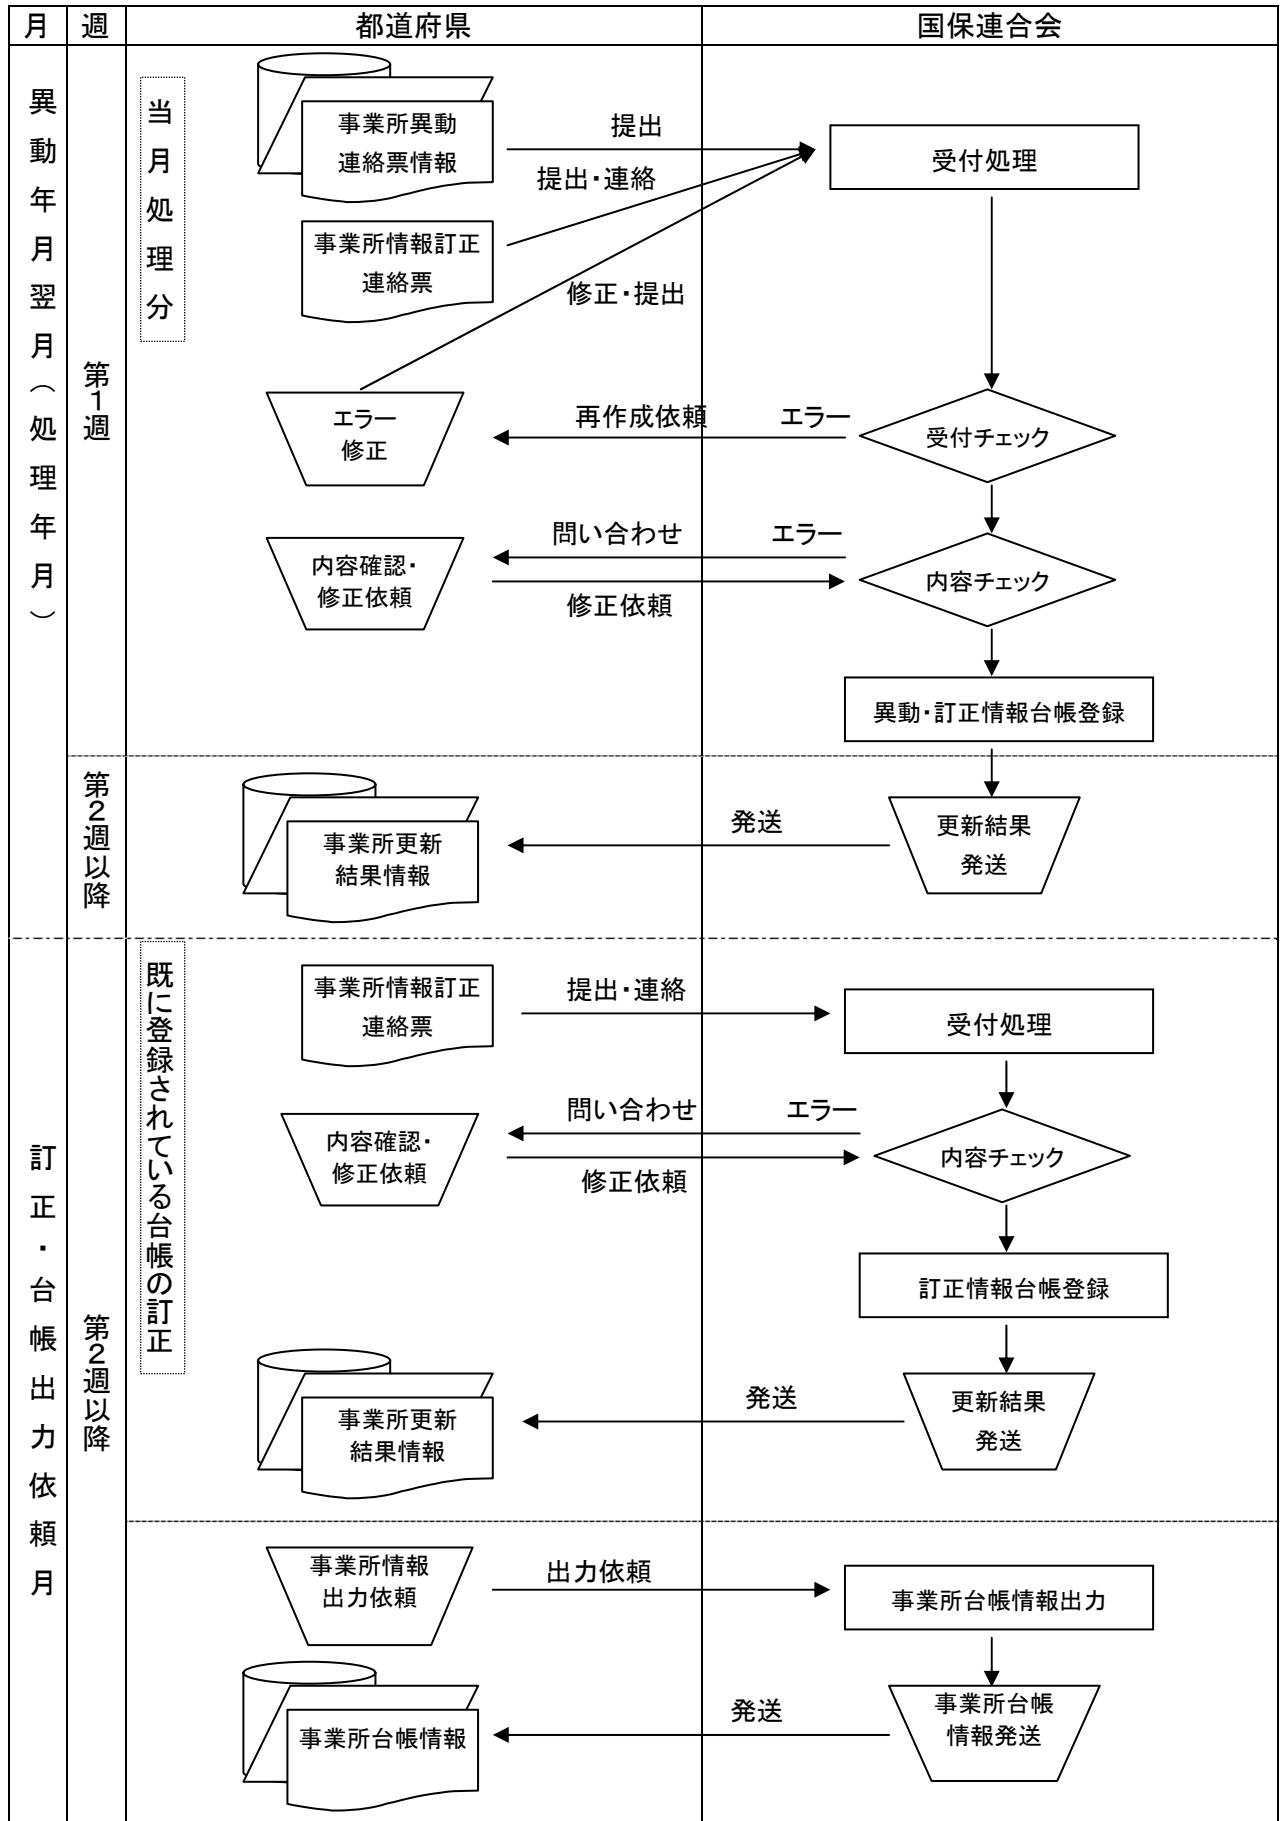 月
週
都道府県
国保連合会
異動年月翌月（処理年月）
第1週
当月処理分
事業所異動
連絡票情報
提出
受付処理
提出・連絡
事業所情報訂正
連絡票
修正・提出
エラー
修正
再作成依頼
エラー
受付チェック
内容確認・
修正依頼
問い合わせ
エラー
修正依頼
内容チェック
異動・訂正情報台帳登録
第2週以降
事業所更新
結果情報
発送
更新結果
発送
訂正・台帳出力依頼月
第2週以降
既に登録されている台帳の訂正
事業所情報訂正
連絡票
提出・連絡
受付処理
内容確認・
修正依頼
問い合わせ
エラー
修正依頼
内容チェック
訂正情報台帳登録
事業所更新
結果情報
発送
更新結果
発送
事業所情報
出力依頼
出力依頼
事業所台帳情報出力
事業所台帳情報
発送
事業所台帳
情報発送